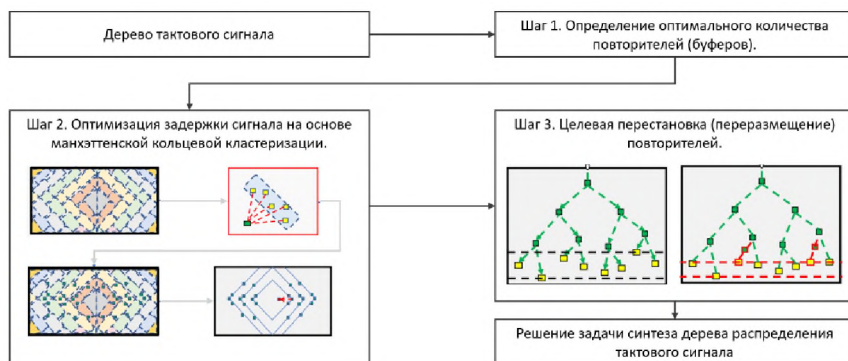 Дерево тактового сигнала
Шаг 1. Определение оптимального количества
повторителей (буферов).
Шаг 2. Оптимизация задержки сигнала на основе
манхэттенской кольцевой кластеризации.
Шаг 3. Целевая перестановка (переразмещение)
повторителей.
Решение задачи синтеза дерева распределения
тактового сигнала